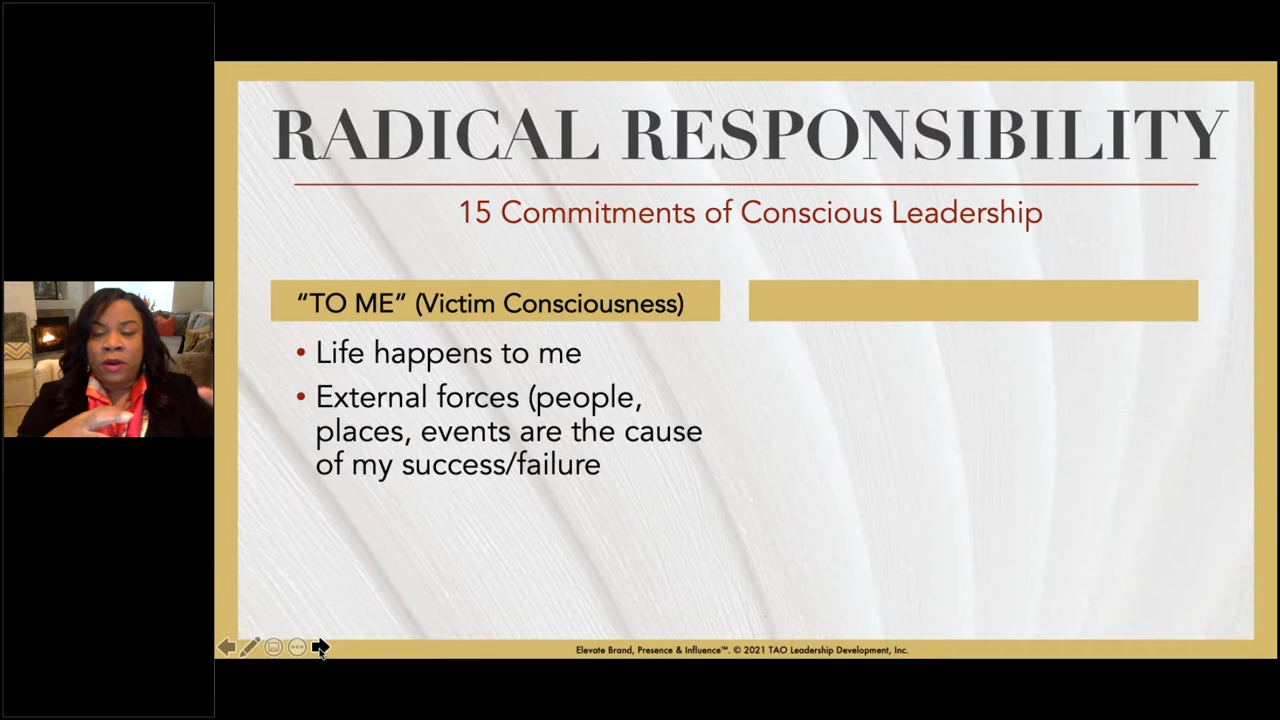 RADICAL RESPONSIBILITY
15 Commitments of Conscious Leadership
“TO ME” (Victim Consciousness)
• Life happens to me
• External forces (people,
places, events are the cause
of my success/failure
Elevate Brand, Presence & Influence™. © 2021 TAO Leadership Development, Inc.